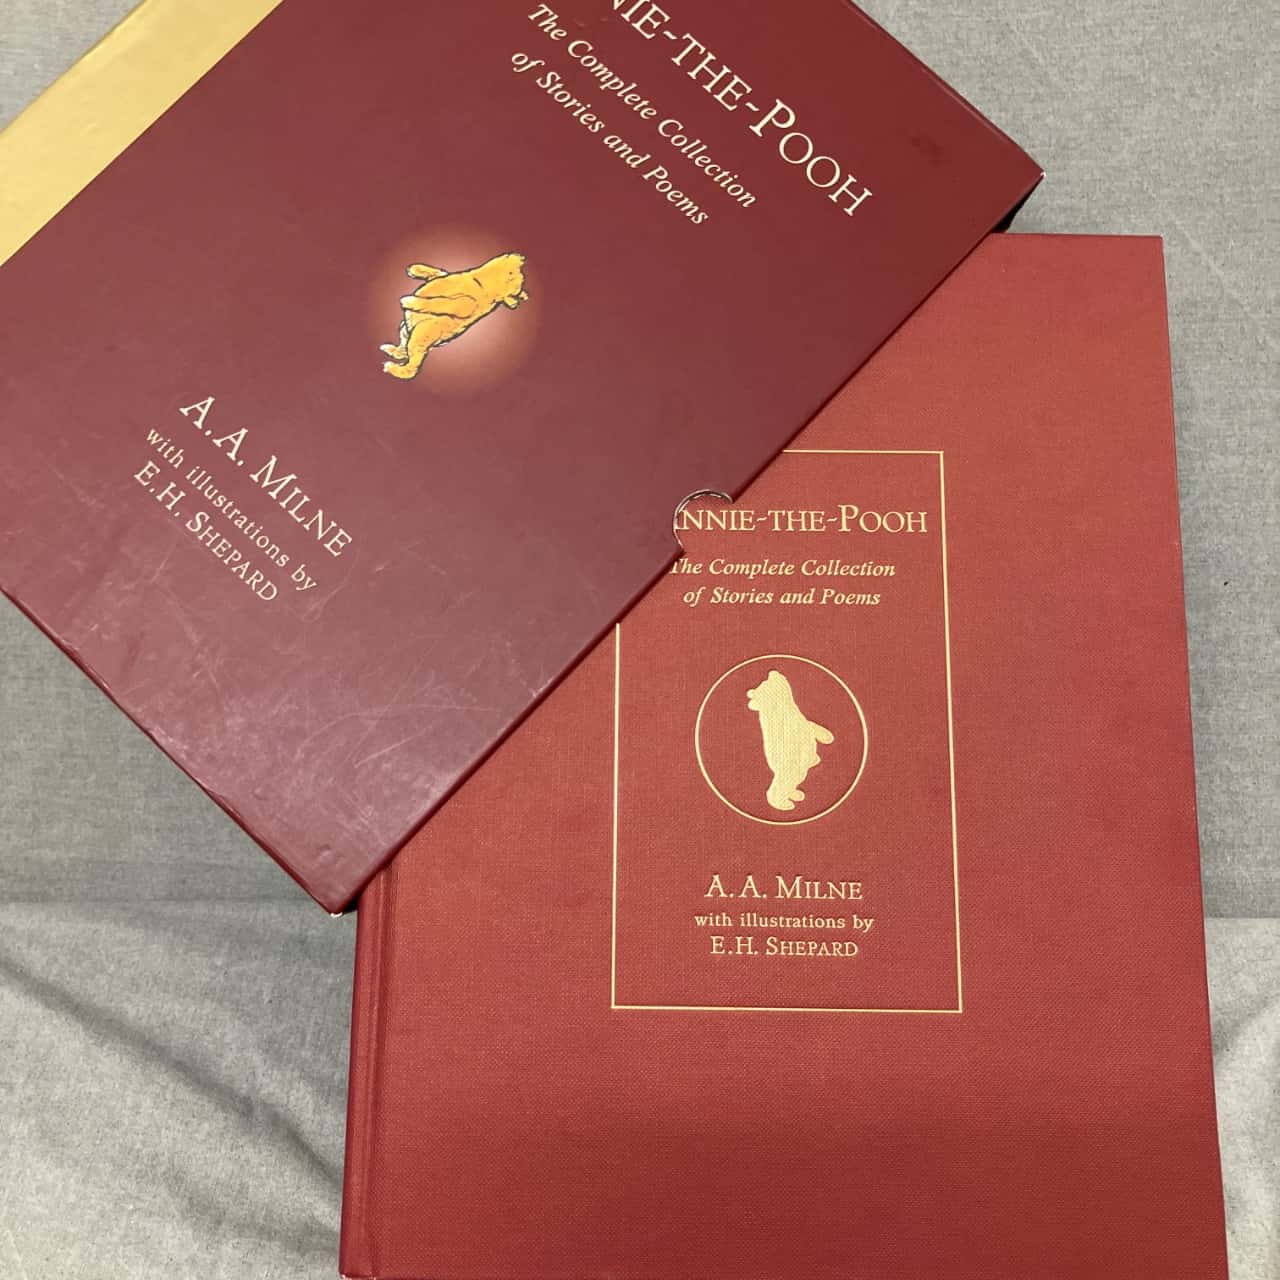 NIE-THE-POOH
The Complete Collection
of Stories and Poems
A. A. MILNE
with illustrations by
E.H. SHEPARD
INNIE-THE-POOH
The Complete Collection
of Stories and Poems
A. A. MILNE
with illustrations by
E.H. SHEPARD